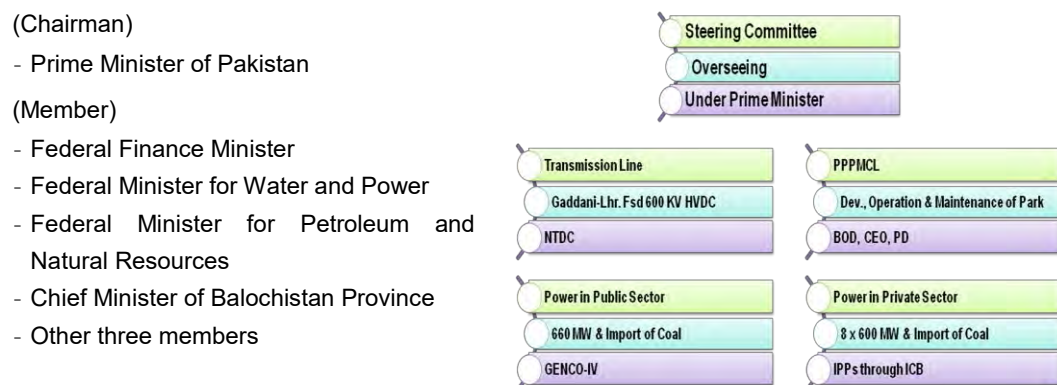 (Chairman)
- Prime Minister of Pakistan
(Member)
- Federal Finance Minister
- Federal Minister for Water and Power
- Federal Minister for Petroleum and
Natural Resources
- Chief Minister of Balochistan Province
- Other three members
Steering Committee
Overseeing
Under Prime Minister
Transmission Line
Gaddani-Lhr. Fsd 600 KV HVDC
NTDC
PPPMCL
Dev., Operation & Maintenance of Park
BOD, CEO, PD
Power in Public Sector
660 MW & Import of Coal
GENCO-IV
Power in Private Sector
8 x 600 MW & Import of Coal
IPPs through ICB